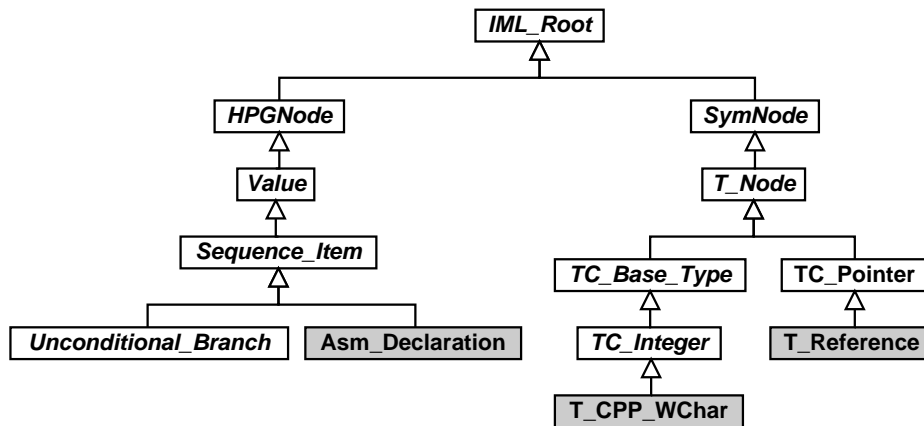 IML_Root
HPGNode
SymNode
Value
T_Node
Sequence_Item
TC_Base_Type
TC_Pointer
Unconditional_Branch
Asm_Declaration
TC_Integer
T_Reference
T_CPP_WChar